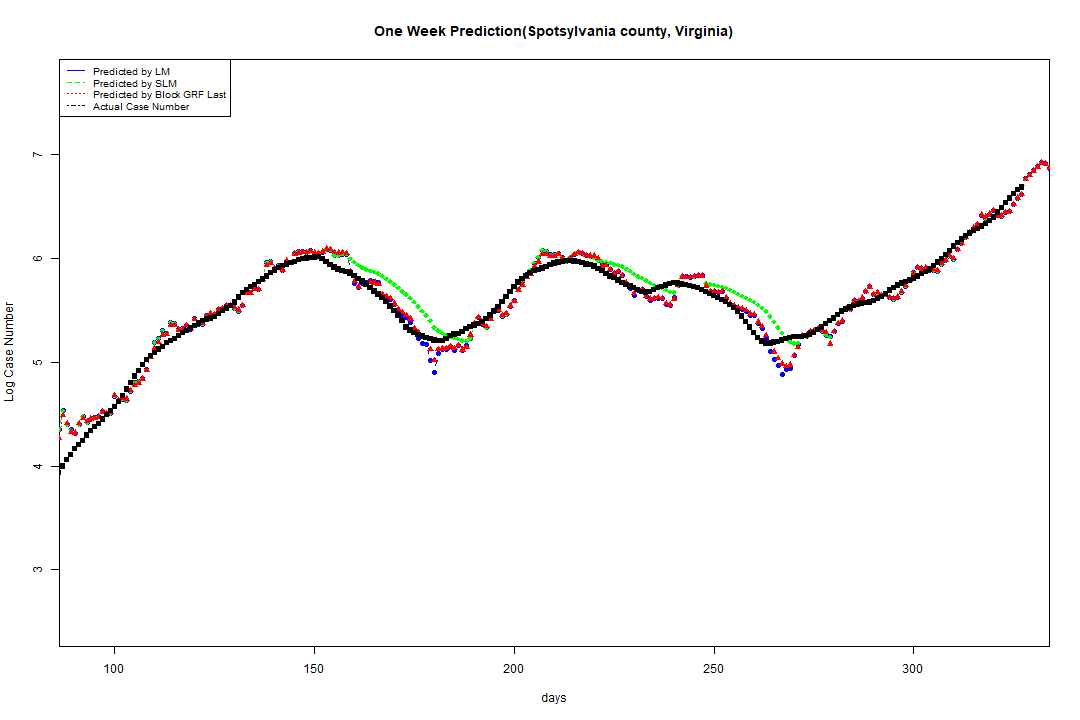 One Week Prediction(Spotsylvania county, Virginia)
Predicted by LM
Predicted by SLM
Predicted by Block GRF Last
Actual Case Number
7
6
5
4
3
Log Case Number
100 150 200 250 300
days